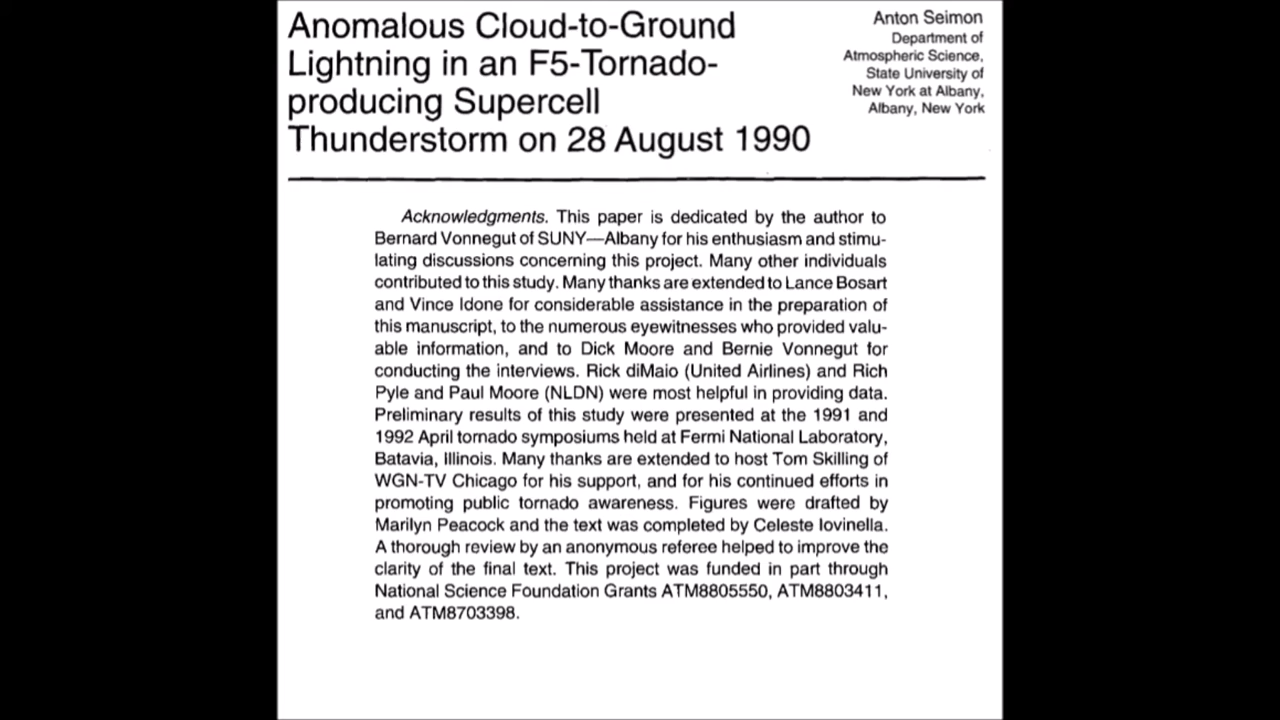 Anomalous Cloud-to-Ground
Lightning in an F5-Tornado-
producing Supercell
Thunderstorm on 28 August 1990
Anton Seimon
Department of
Atmospheric Science,
State University of
New York at Albany,
Albany, New York
Acknowledgments. This paper is dedicated by the author to
Bernard Vonnegut of SUNY—Albany for his enthusiasm and stimu-
lating discussions concerning this project. Many other individuals
contributed to this study. Many thanks are extended to Lance Bosart
and Vince Idone for considerable assistance in the preparation of
this manuscript, to the numerous eyewitnesses who provided valu-
able information, and to Dick Moore and Bernie Vonnegut for
conducting the interviews. Rick diMaio (United Airlines) and Rich
Pyle and Paul Moore (NLDN) were most helpful in providing data.
Preliminary results of this study were presented at the 1991 and
1992 April tornado symposiums held at Fermi National Laboratory,
Batavia, Illinois. Many thanks are extended to host Tom Skilling of
WGN-TV Chicago for his support, and for his continued efforts in
promoting public tornado awareness. Figures were drafted by
Marilyn Peacock and the text was completed by Celeste Iovinella.
A thorough review by an anonymous referee helped to improve the
clarity of the final text. This project was funded in part through
National Science Foundation Grants ATM8805550, ATM8803411,
and ATM8703398.